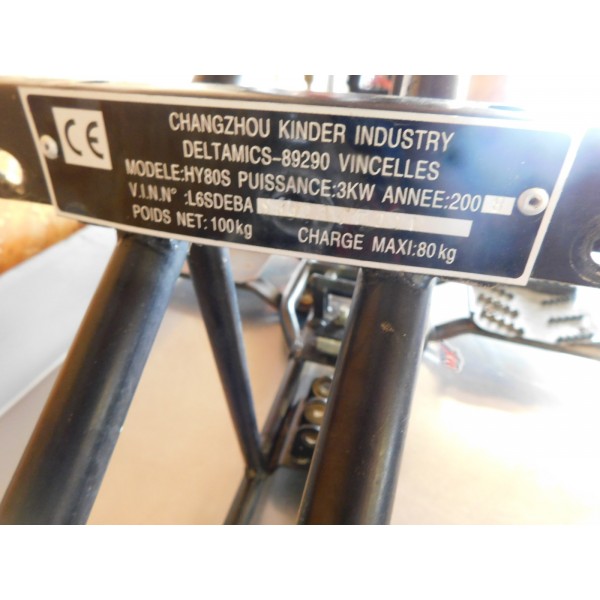 CE
CHANGZHOU KINDER INDUSTRY
DELTAMICS-89290 VINCELLES
MODELE:HY80S PUISSANCE:3KW ANNEE:200
V.I.N.N° :L6SDEBA
POIDS NET:100kg CHARGE MAXI:80kg